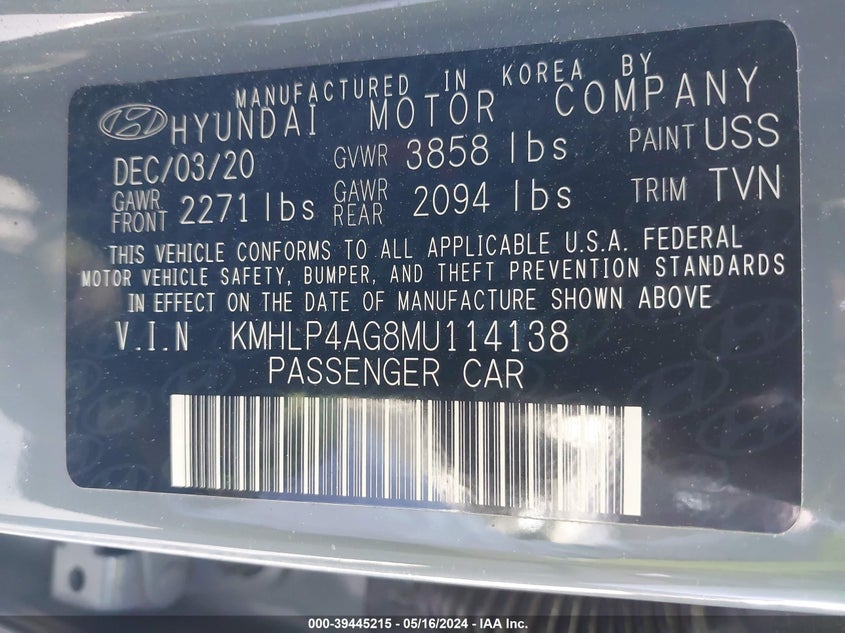 MANUFACTURED IN KOREA BY
HYUNDAI MOTOR COMPANY
DEC/03/20 GVWR 3858 lbs PAINT USS
GAWR FRONT 2271 lbs GAWR REAR 2094 lbs TRIM TVN
THIS VEHICLE CONFORMS TO ALL APPLICABLE U.S.A. FEDERAL
MOTOR VEHICLE SAFETY, BUMPER, AND THEFT PREVENTION STANDARDS
IN EFFECT ON THE DATE OF MANUFACTURE SHOWN ABOVE
V.I.N KMHLP4AG8MU114138
PASSENGER CAR
000-39445215 - 05/16/2024 - IAA Inc.